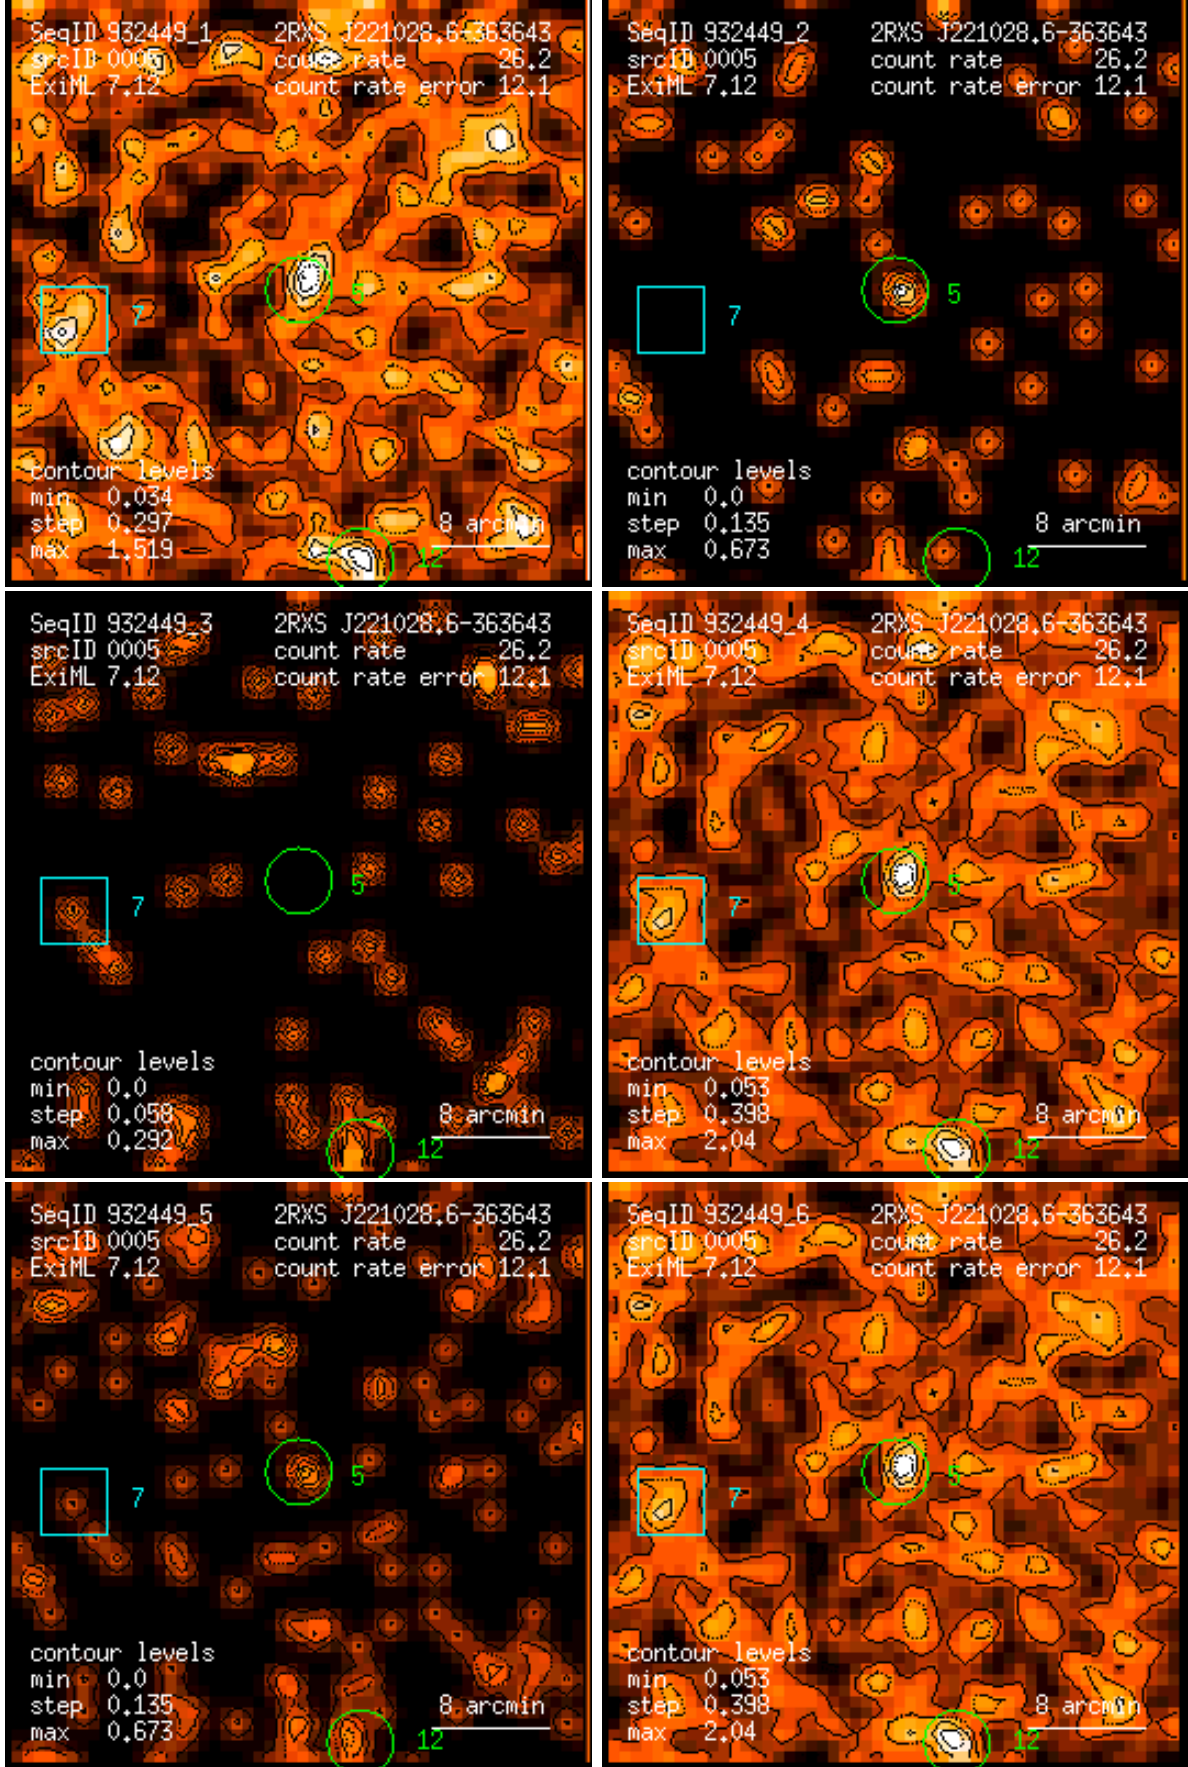 SeqID 932449_1 2RXS J221028.6-363643
srcID 0005 count rate 26.2
ExiML 7.12 count rate error 12.1
5
7
contour levels
min 0.034
step 0.297
max 1.519
8 arcmin
12
SeqID 932449_2 2RXS J221028.6-363643
srcID 0005 count rate 26.2
ExiML 7.12 count rate error 12.1
5
7
contour levels
min 0.0
step 0.135
max 0.673
8 arcmin
12
SeqID 932449_3 2RXS J221028.6-363643
srcID 0005 count rate 26.2
ExiML 7.12 count rate error 12.1
5
7
contour levels
min 0.0
step 0.058
max 0.292
8 arcmin
12
SeqID 932449_4 2RXS J221028.6-363643
srcID 0005 count rate 26.2
ExiML 7.12 count rate error 12.1
5
7
contour levels
min 0.053
step 0.398
max 2.04
8 arcmin
12
SeqID 932449_5 2RXS J221028.6-363643
srcID 0005 count rate 26.2
ExiML 7.12 count rate error 12.1
5
7
contour levels
min 0.0
step 0.135
max 0.673
8 arcmin
12
SeqID 932449_6 2RXS J221028.6-363643
srcID 0005 count rate 26.2
ExiML 7.12 count rate error 12.1
5
7
contour levels
min 0.053
step 0.398
max 2.04
8 arcmin
12